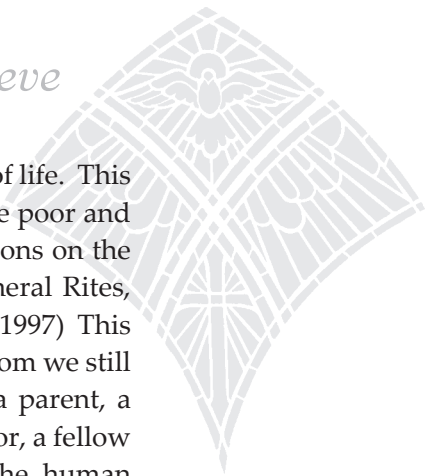 eve
of life. This
e poor and
ons on the
neral Rites,
1997) This
om we still
a parent, a
or, a fellow
he human